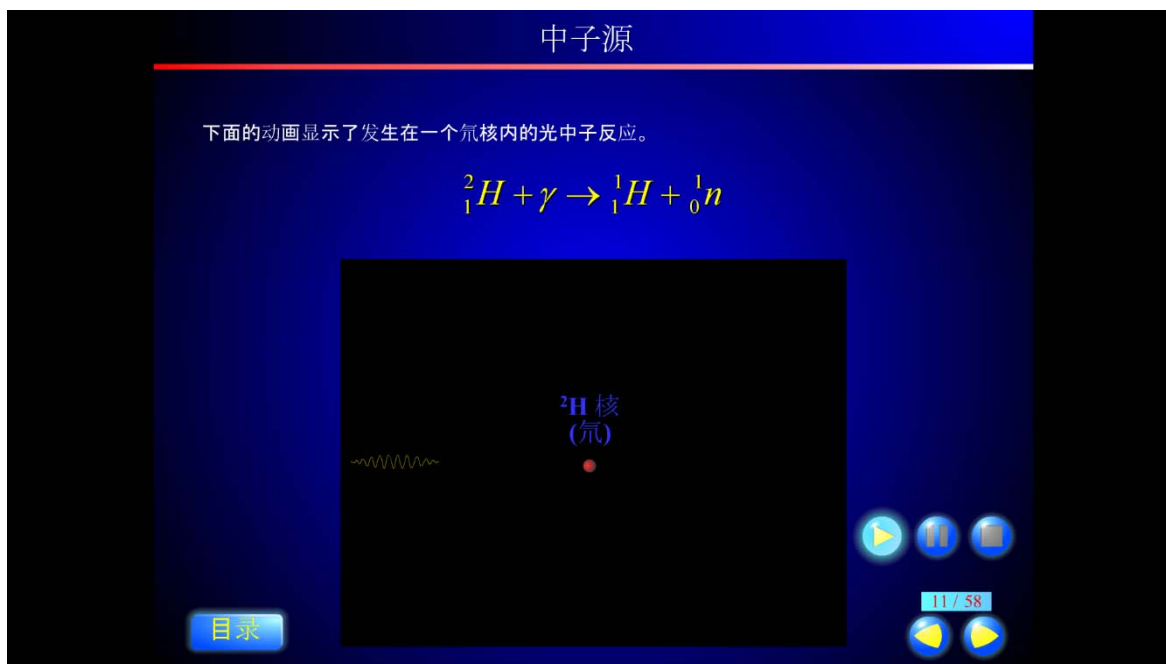 中子源
下面的动画显示了发生在一个氘核内的光中子反应。
²₁H + γ → ¹₁H + ¹₀n
²H 核
(氘)
11 / 58
目录